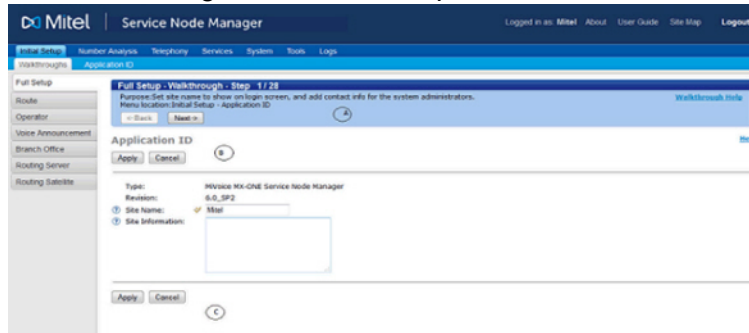 Mitel | Service Node Manager
Logged in as: Mitel About User Guide Site Map Logout
Initial Setup Number Analysis Telephony Services System Tools Logs
Walkthroughs Application ID
Full Setup
Route
Operator
Voice Announcement
Branch Office
Routing Server
Routing Satellite
Full Setup - Walkthrough - Step 1 / 28
Purpose:Set site name to show on login screen, and add contact info for the system administrators.
Menu location:Initial Setup - Application ID
Walkthrough Help
<- Back Next ->
A
Application ID
Apply Cancel
B
Type: MiVoice MX-ONE Service Node Manager
Revision: 6.0_SP2
Site Name: Mitel
Site Information:
Apply Cancel
C